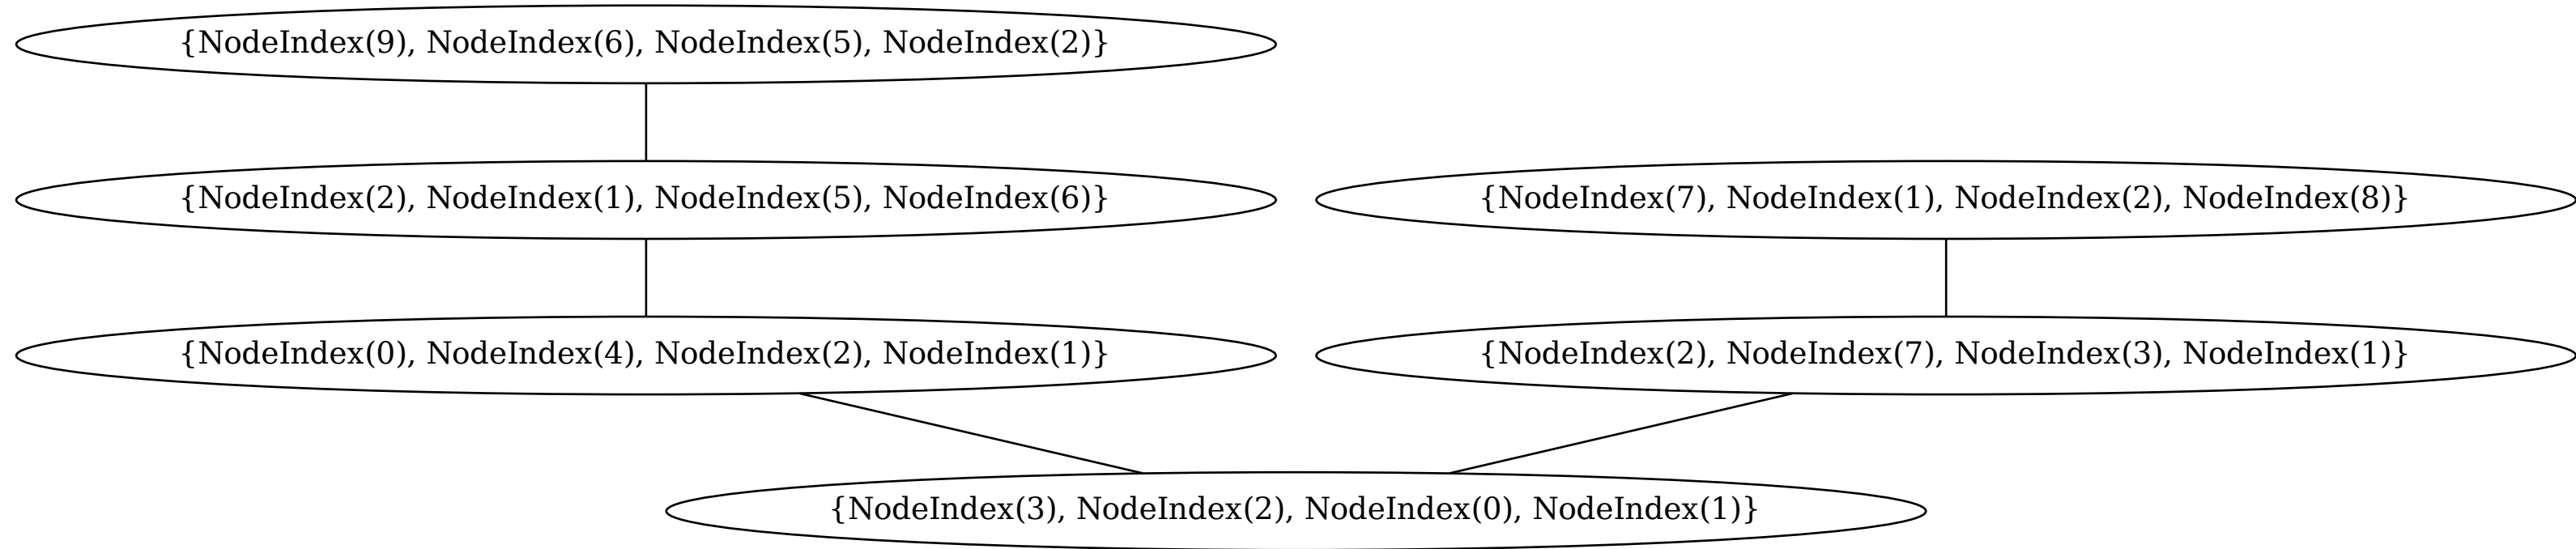 {NodeIndex(9), NodeIndex(6), NodeIndex(5), NodeIndex(2)}
{NodeIndex(2), NodeIndex(1), NodeIndex(5), NodeIndex(6)}
{NodeIndex(7), NodeIndex(1), NodeIndex(2), NodeIndex(8)}
{NodeIndex(0), NodeIndex(4), NodeIndex(2), NodeIndex(1)}
{NodeIndex(2), NodeIndex(7), NodeIndex(3), NodeIndex(1)}
{NodeIndex(3), NodeIndex(2), NodeIndex(0), NodeIndex(1)}